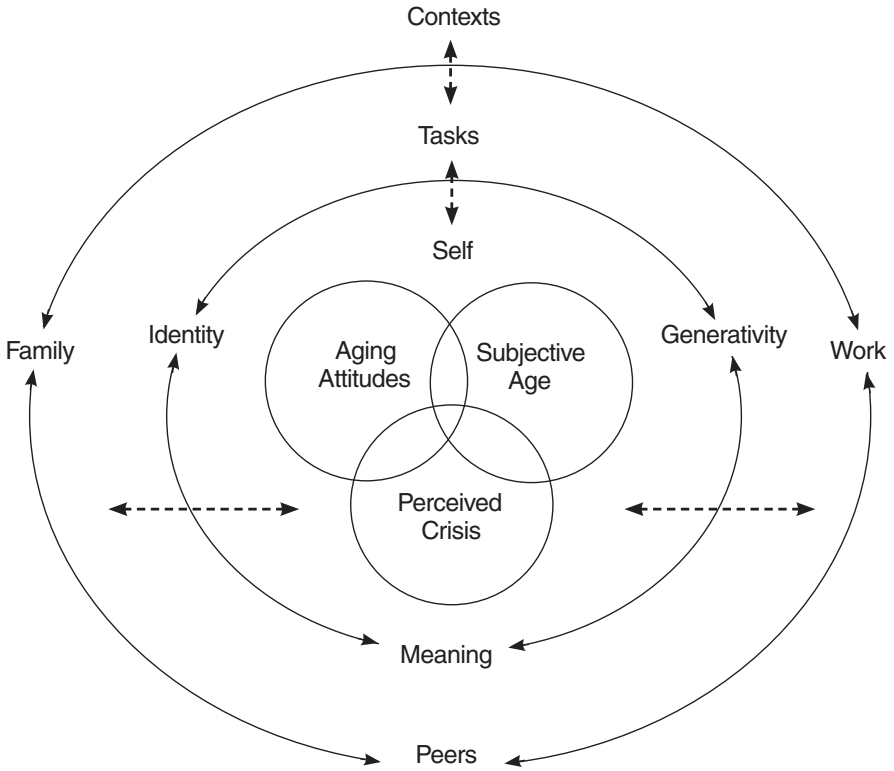 Contexts
Tasks
Self
Family
Identity
Aging
Attitudes
Subjective
Age
Generativity
Work
Perceived
Crisis
Meaning
Peers